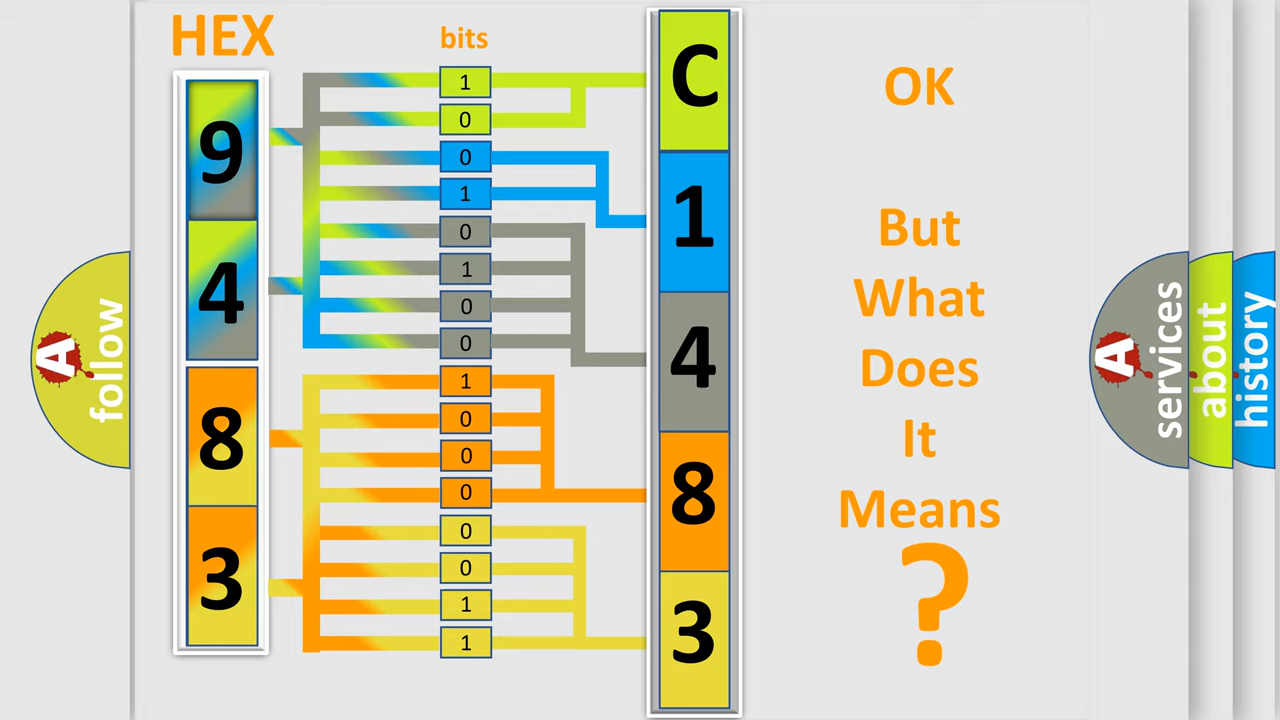 HEX
bits
9
4
8
3
1
0
0
1
0
1
0
0
1
0
0
0
0
0
1
1
C
1
4
8
3
OK
But
What
Does
It
Means
?
A
follow
A
services
about
history